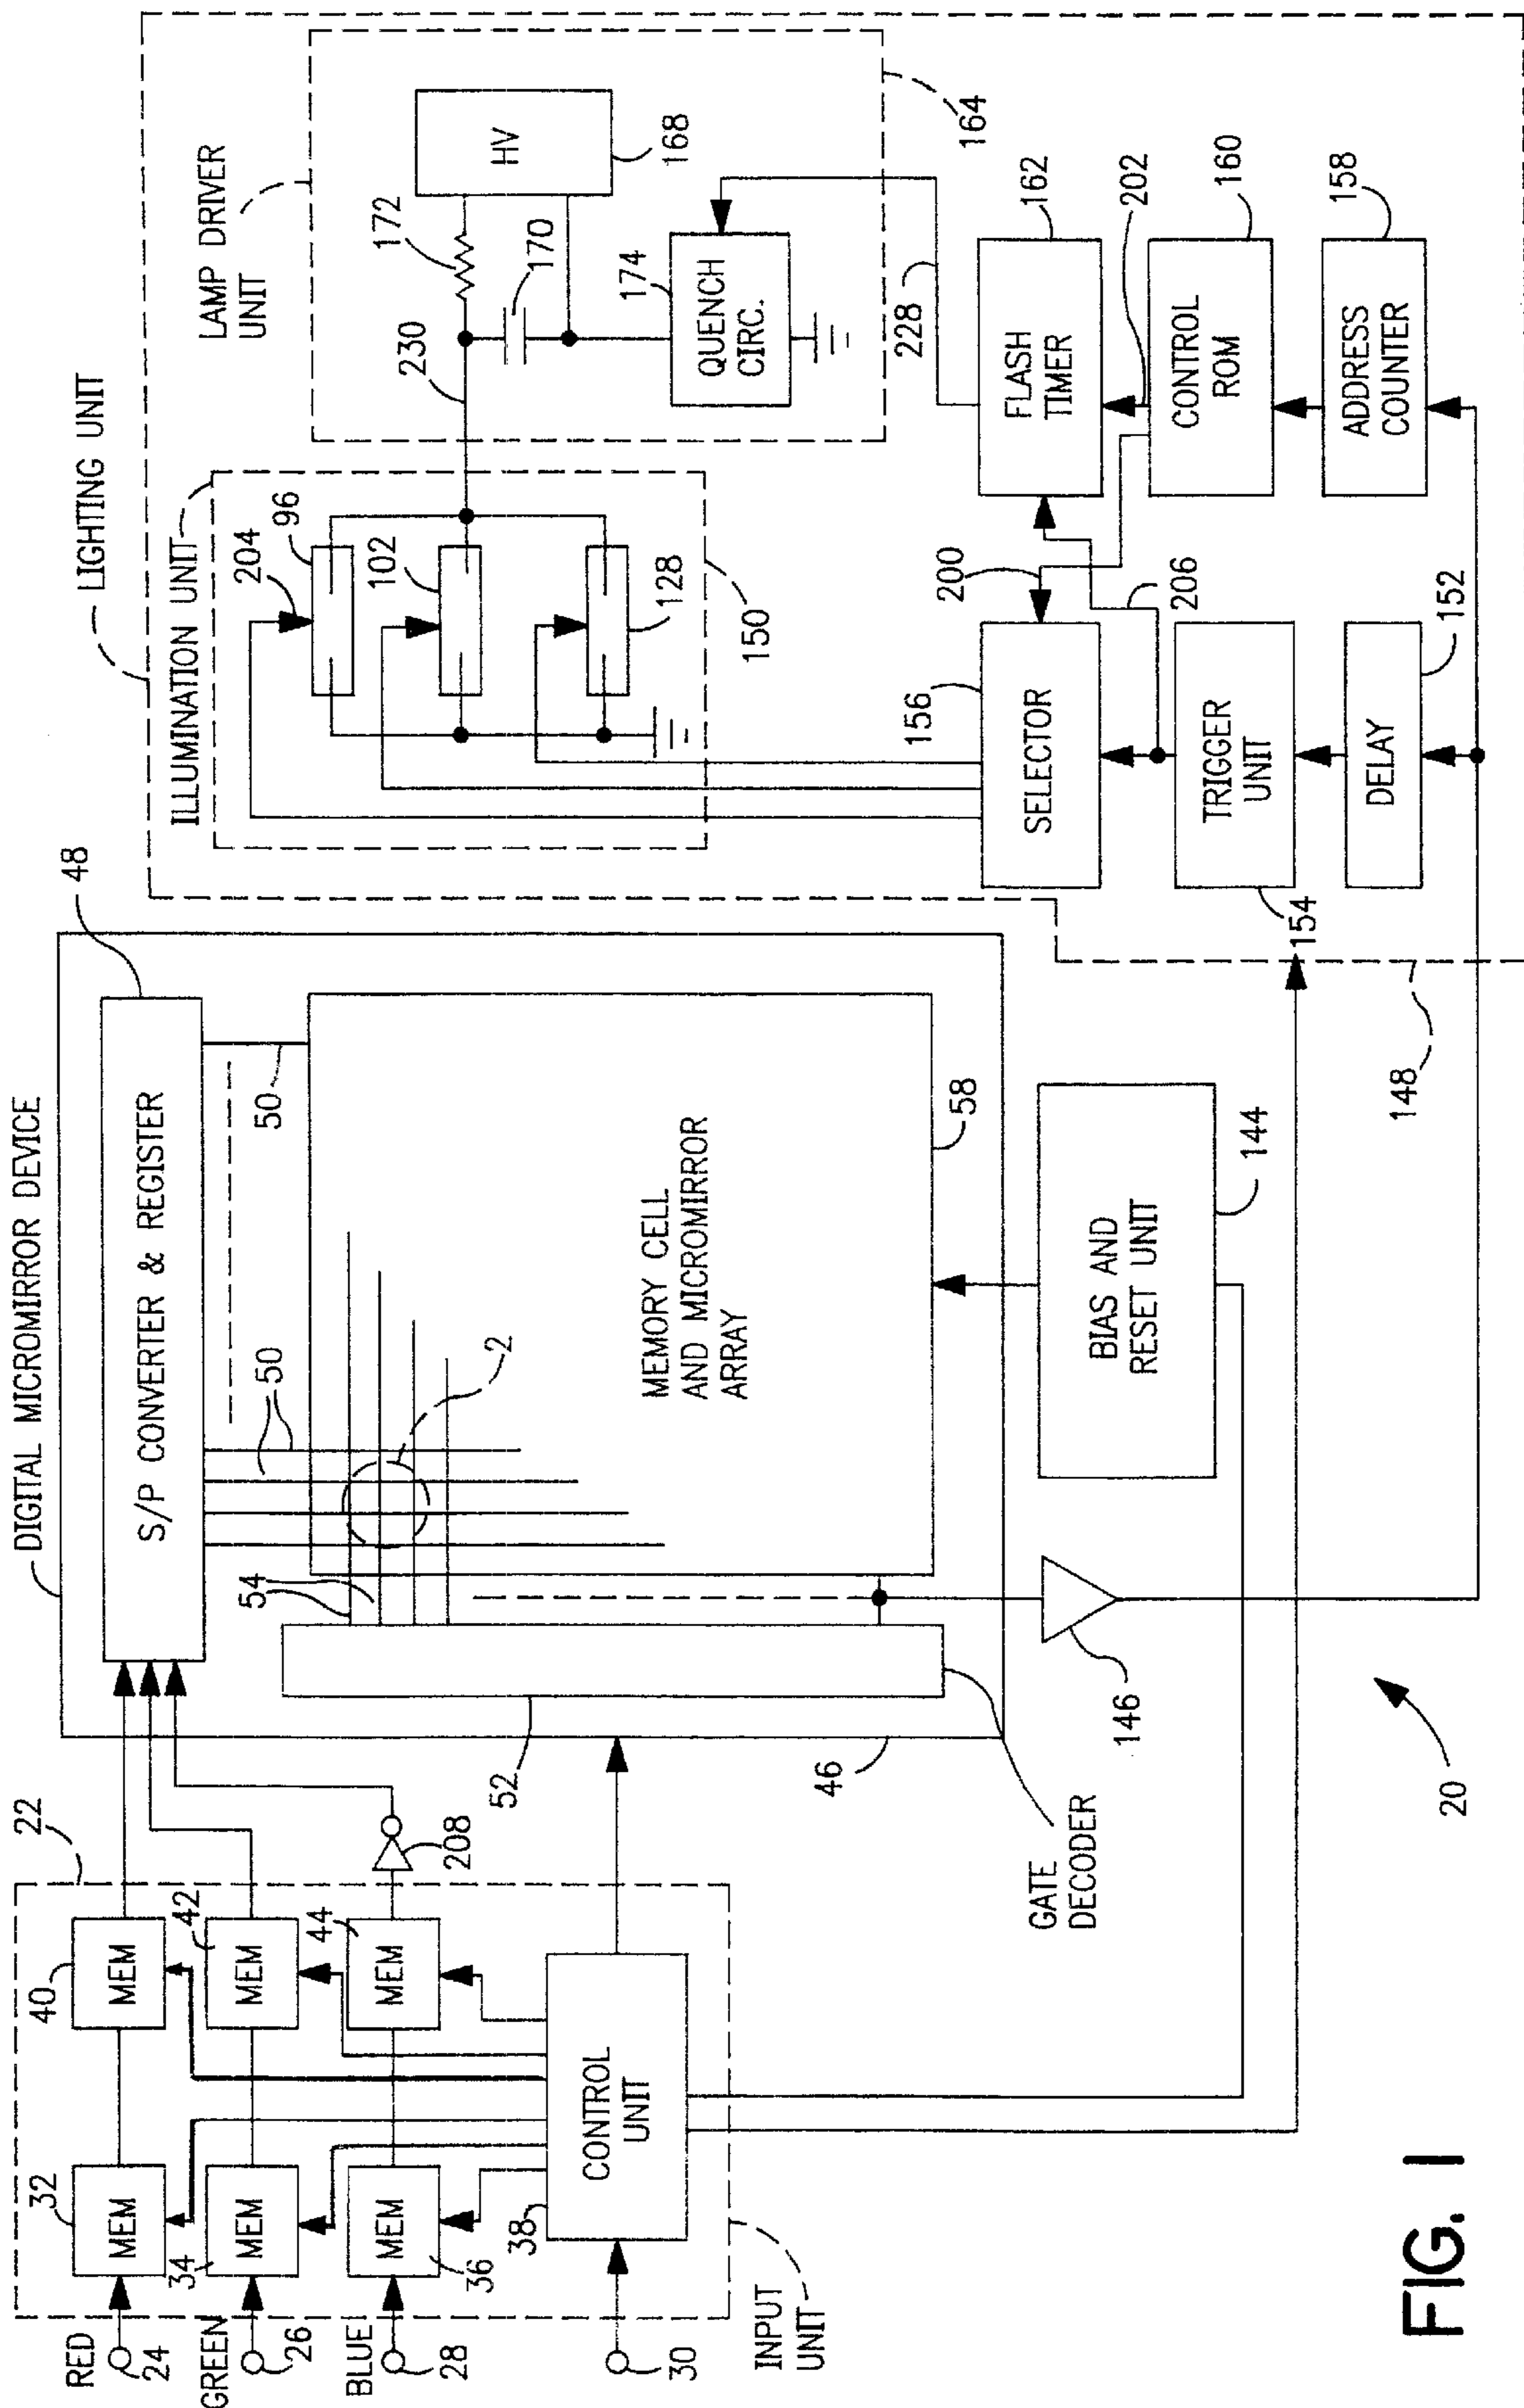 RED
24
GREEN
26
BLUE
28
30
INPUT
UNIT
22
32
MEM
40
MEM
34
MEM
42
MEM
36
MEM
44
MEM
38
CONTROL
UNIT
208
DIGITAL MICROMIRROR DEVICE
48
S/P CONVERTER & REGISTER
50
50
54
2
52
46
MEMORY CELL
AND MICROMIRROR
ARRAY
58
GATE
DECODER
146
BIAS AND
RESET UNIT
144
148
20
LIGHTING UNIT
ILLUMINATION UNIT
204
96
102
128
150
LAMP DRIVER
UNIT
230
172
170
HV
168
174
QUENCH
CIRC.
164
228
156
SELECTOR
200
206
FLASH
TIMER
162
TRIGGER
UNIT
154
202
CONTROL
ROM
160
DELAY
152
ADDRESS
COUNTER
158
FIG. 1